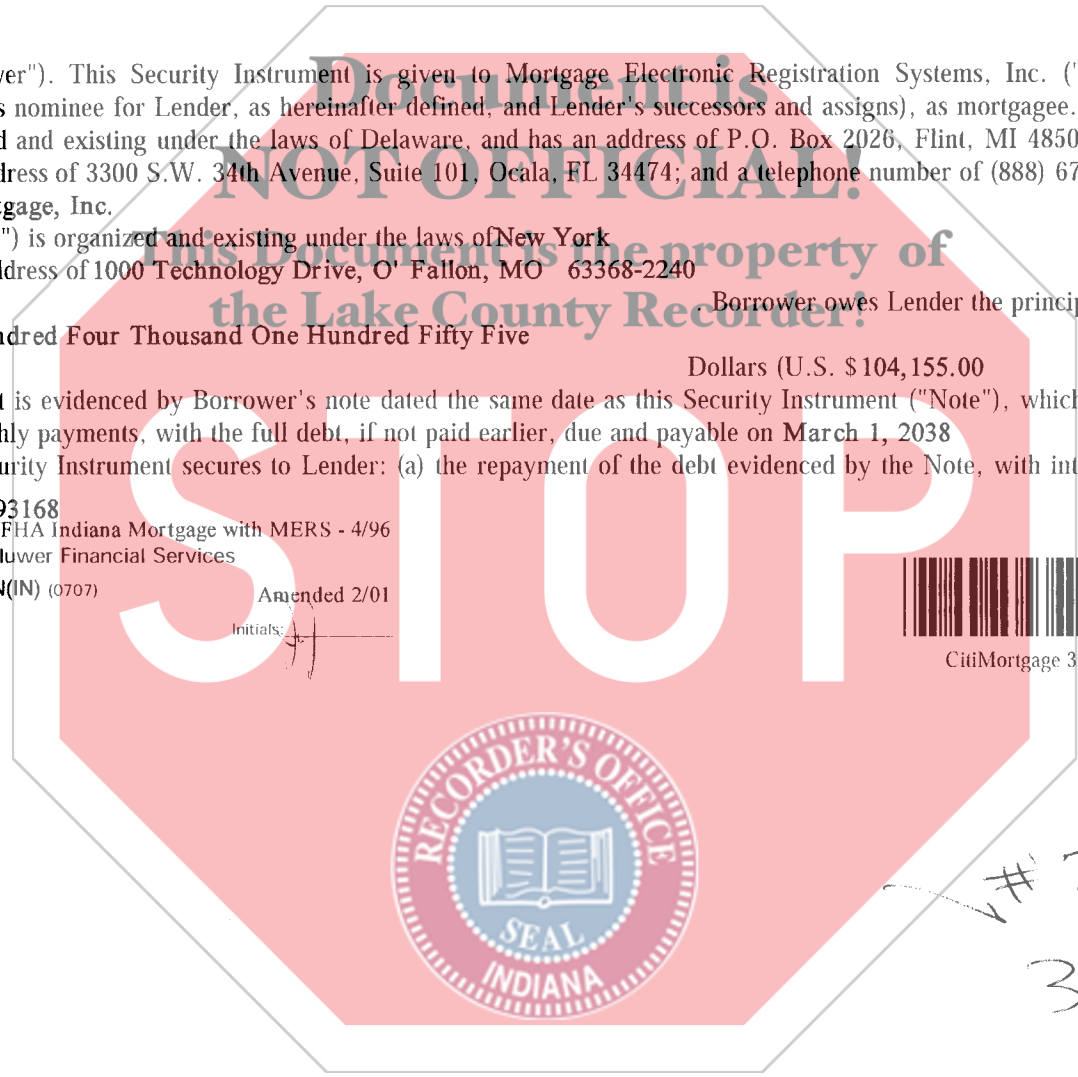 ver"). This Security Instrument is given to Mortgage Electronic Registration Systems, Inc. ("
s nominee for Lender, as hereinafter defined, and Lender's successors and assigns), as mortgagee.
d and existing under the laws of Delaware, and has an address of P.O. Box 2026, Flint, MI 4850
dress of 3300 S.W. 34th Avenue, Suite 101, Ocala, FL 34474; and a telephone number of (888) 67
gage, Inc.
") is organized and existing under the laws of New York
ddress of 1000 Technology Drive, O' Fallon, MO 63368-2240
. Borrower owes Lender the princip
ndred Four Thousand One Hundred Fifty Five
Dollars (U.S. $ 104,155.00
t is evidenced by Borrower's note dated the same date as this Security Instrument ("Note"), which
hly payments, with the full debt, if not paid earlier, due and payable on March 1, 2038
urity Instrument secures to Lender: (a) the repayment of the debt evidenced by the Note, with int
93168
FHA Indiana Mortgage with MERS - 4/96
luwer Financial Services
N(IN) (0707)
Amended 2/01
Initials:
CitiMortgage 3
Document is
NOT OFFICIAL!
This Document is the property of
the Lake County Recorder!
STOP
RECORDER'S OFFICE
SEAL
INDIANA
#
3